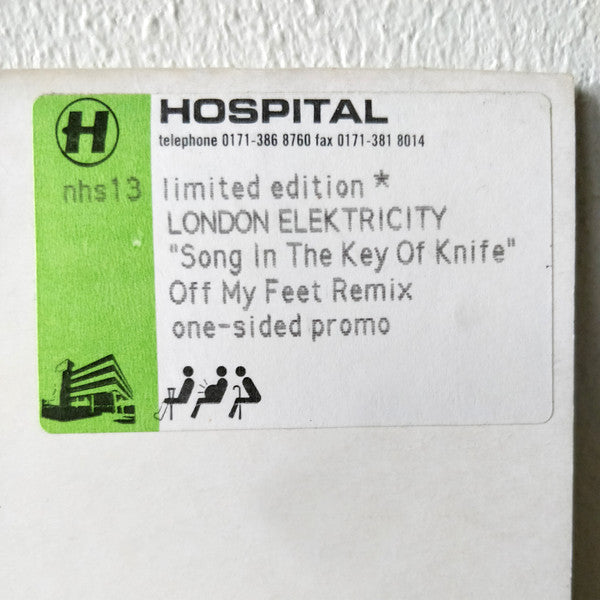 H HOSPITAL
telephone 0171-386 8760 fax 0171-381 8014
nhs13 limited edition *
LONDON ELEKTRICITY
"Song In The Key Of Knife"
Off My Feet Remix
one-sided promo